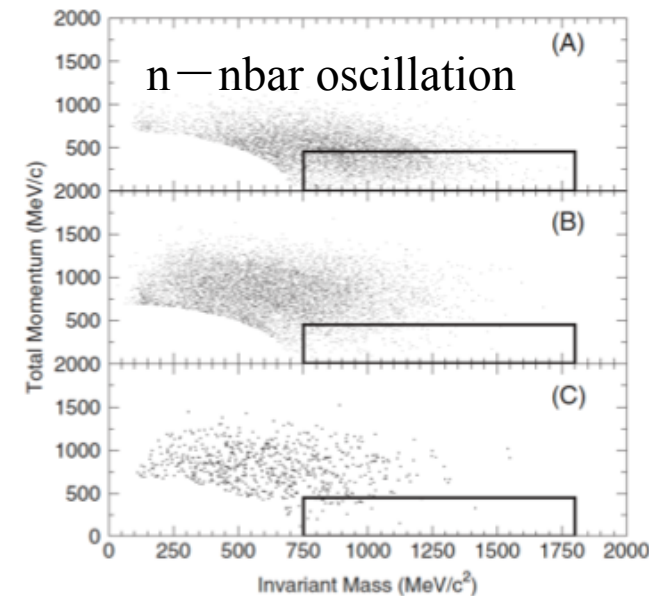 2000
(A)
1500
n－nbar oscillation
1000
500
2000
(B)
1500
1000
500
2000
(C)
1500
1000
500
0
Total Momentum (MeV/c)
0 250 500 750 1000 1250 1500 1750 2000
Invariant Mass (MeV/c²)